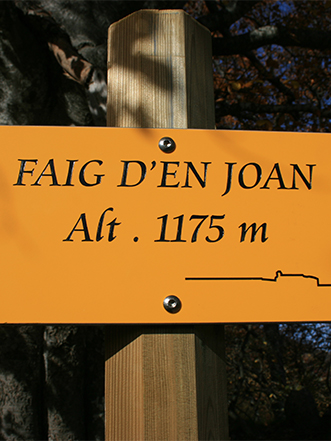 FAIG D'EN JOAN
Alt . 1175 m